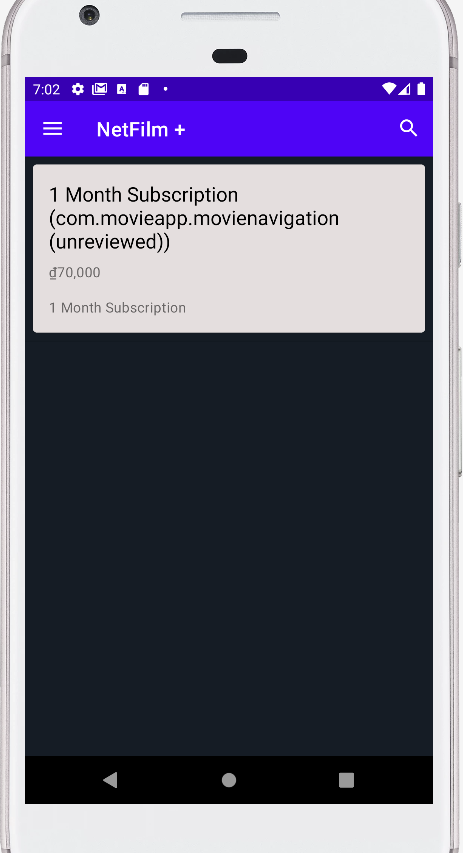 7:02
NetFilm +
1 Month Subscription
(com.movieapp.movienavigation
(unreviewed))
₫70,000
1 Month Subscription